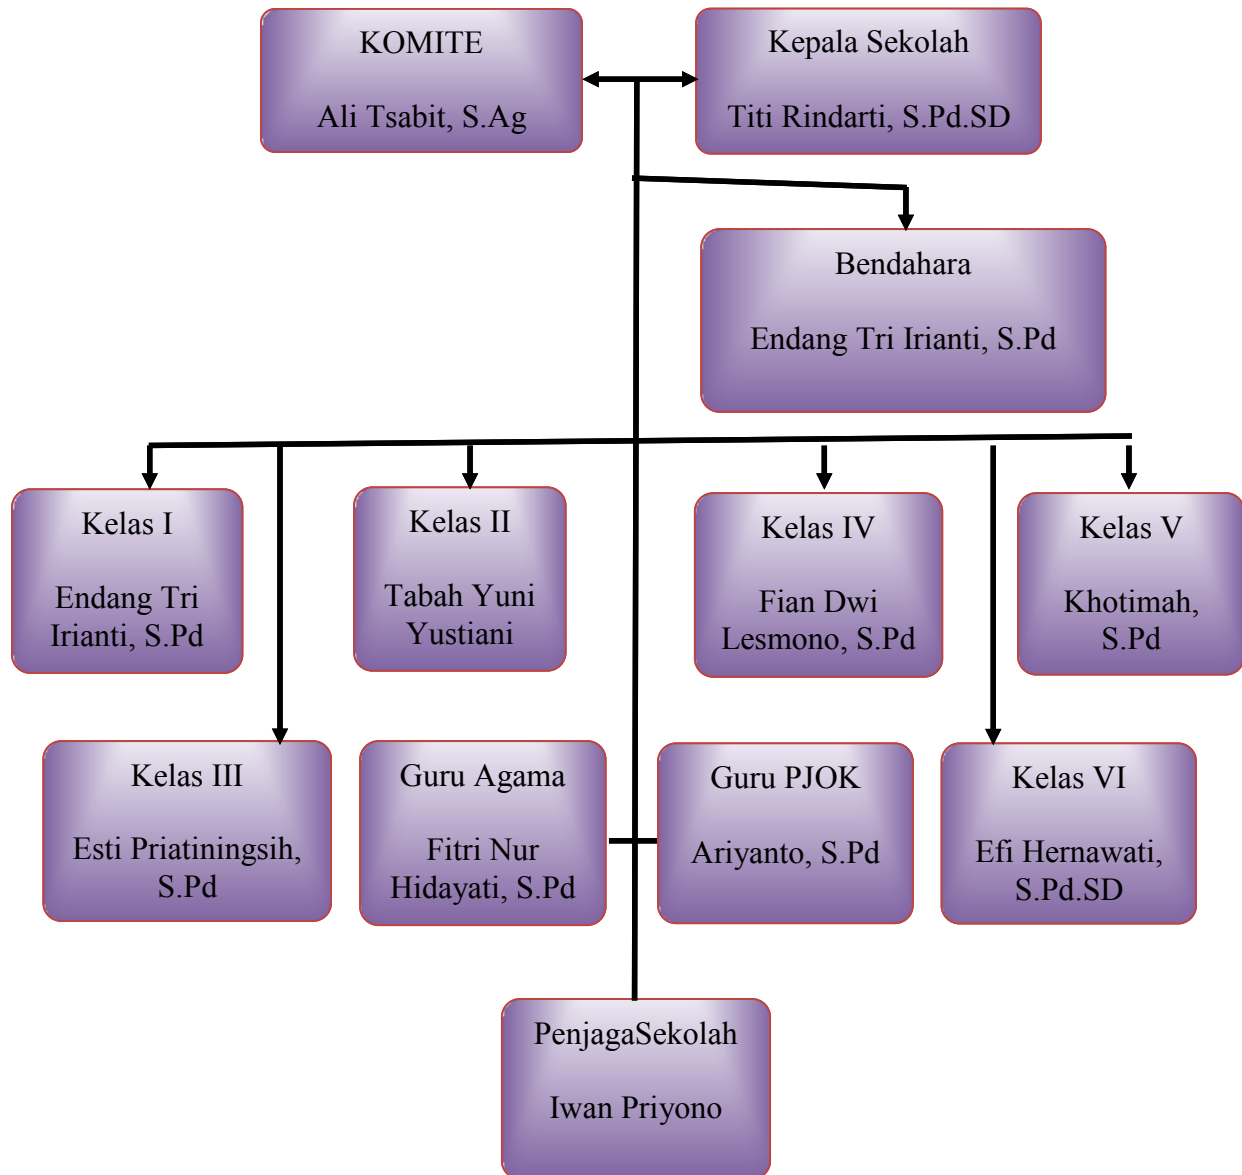 KOMITE
Ali Tsabit, S.Ag
Kepala Sekolah
Titi Rindarti, S.Pd.SD
Bendahara
Endang Tri Irianti, S.Pd
Kelas I
Endang Tri
Irianti, S.Pd
Kelas II
Tabah Yuni
Yustiani
Kelas IV
Fian Dwi
Lesmono, S.Pd
Kelas V
Khotimah,
S.Pd
Kelas III
Esti Priatiningsih,
S.Pd
Guru Agama
Fitri Nur
Hidayati, S.Pd
Guru PJOK
Ariyanto, S.Pd
Kelas VI
Efi Hernawati,
S.Pd.SD
PenjagaSekolah
Iwan Priyono